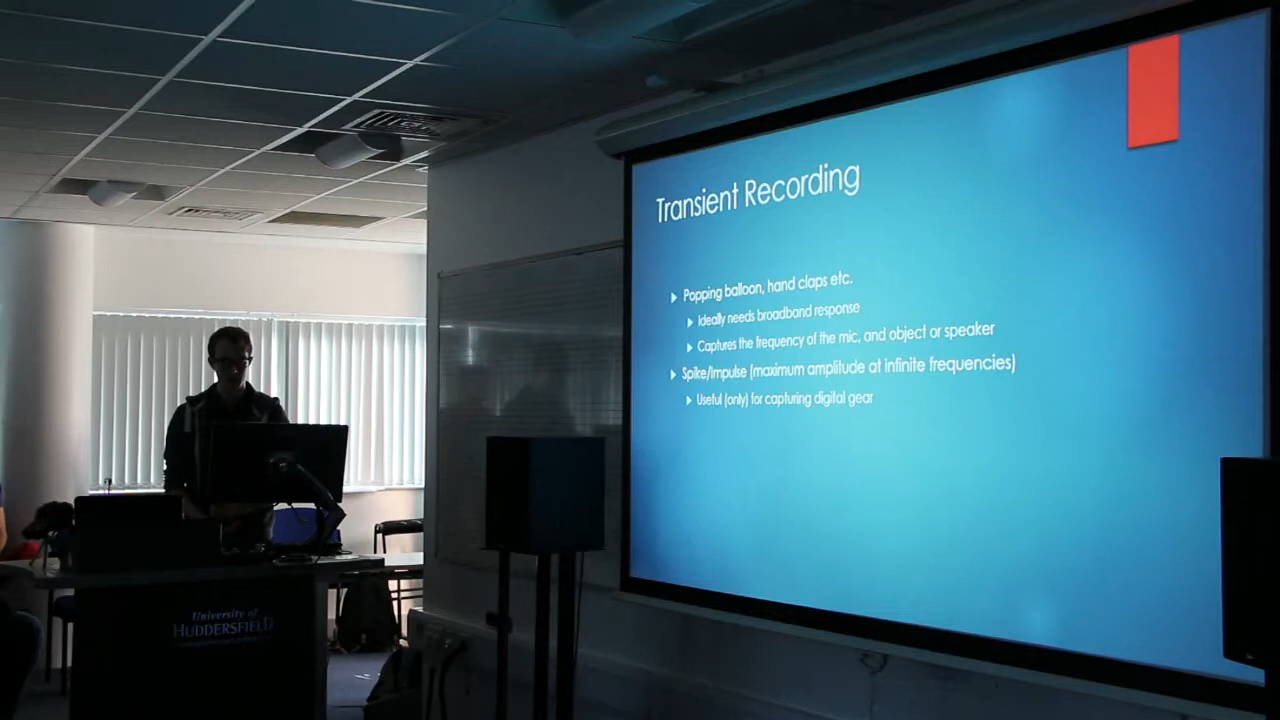 Transient Recording
Popping balloon, hand claps etc.
Ideally needs broadband response
Captures the frequency of the mic, and object or speaker
Spike/Impulse (maximum amplitude at infinite frequencies)
Useful (only) for capturing digital gear
University of
HUDDERSFIELD